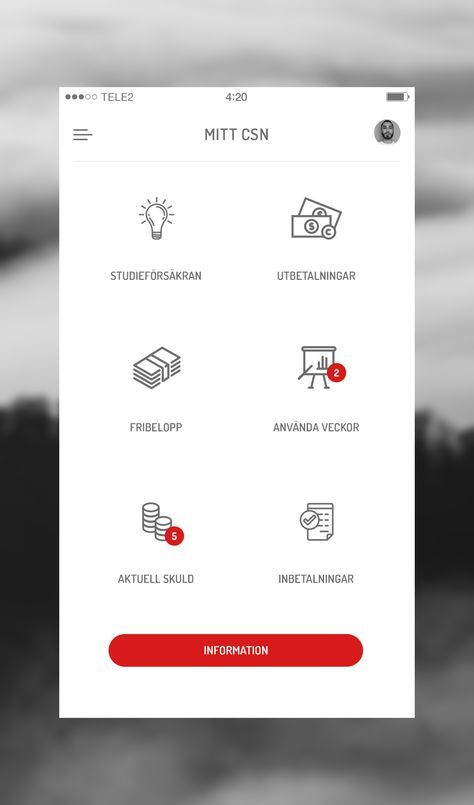 TELE2 4:20
MITT CSN
STUDIEFÖRSÄKRAN UTBETALNINGAR
2
FRIBELOPP ANVÄNDA VECKOR
5
AKTUELL SKULD INBETALNINGAR
INFORMATION